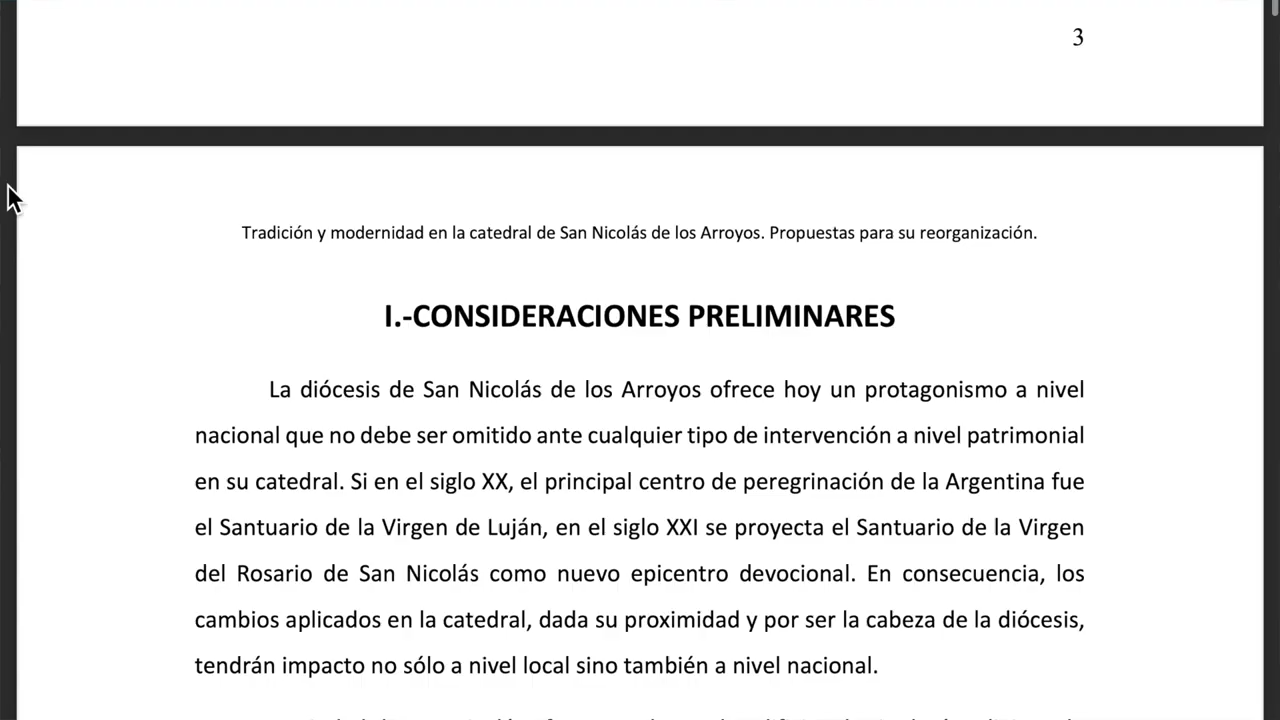 3
Tradición y modernidad en la catedral de San Nicolás de los Arroyos. Propuestas para su reorganización.
I.-CONSIDERACIONES PRELIMINARES
La diócesis de San Nicolás de los Arroyos ofrece hoy un protagonismo a nivel
nacional que no debe ser omitido ante cualquier tipo de intervención a nivel patrimonial
en su catedral. Si en el siglo XX, el principal centro de peregrinación de la Argentina fue
el Santuario de la Virgen de Luján, en el siglo XXI se proyecta el Santuario de la Virgen
del Rosario de San Nicolás como nuevo epicentro devocional. En consecuencia, los
cambios aplicados en la catedral, dada su proximidad y por ser la cabeza de la diócesis,
tendrán impacto no sólo a nivel local sino también a nivel nacional.